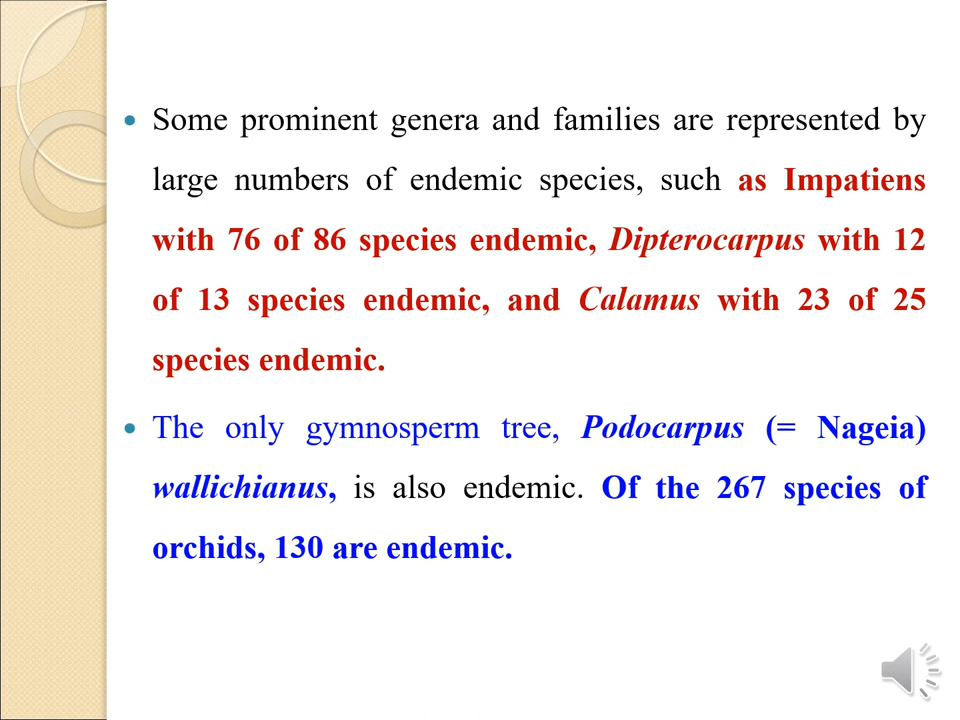 • Some prominent genera and families are represented by
large numbers of endemic species, such as Impatiens
with 76 of 86 species endemic, Dipterocarpus with 12
of 13 species endemic, and Calamus with 23 of 25
species endemic.
• The only gymnosperm tree, Podocarpus (= Nageia)
wallichianus, is also endemic. Of the 267 species of
orchids, 130 are endemic.